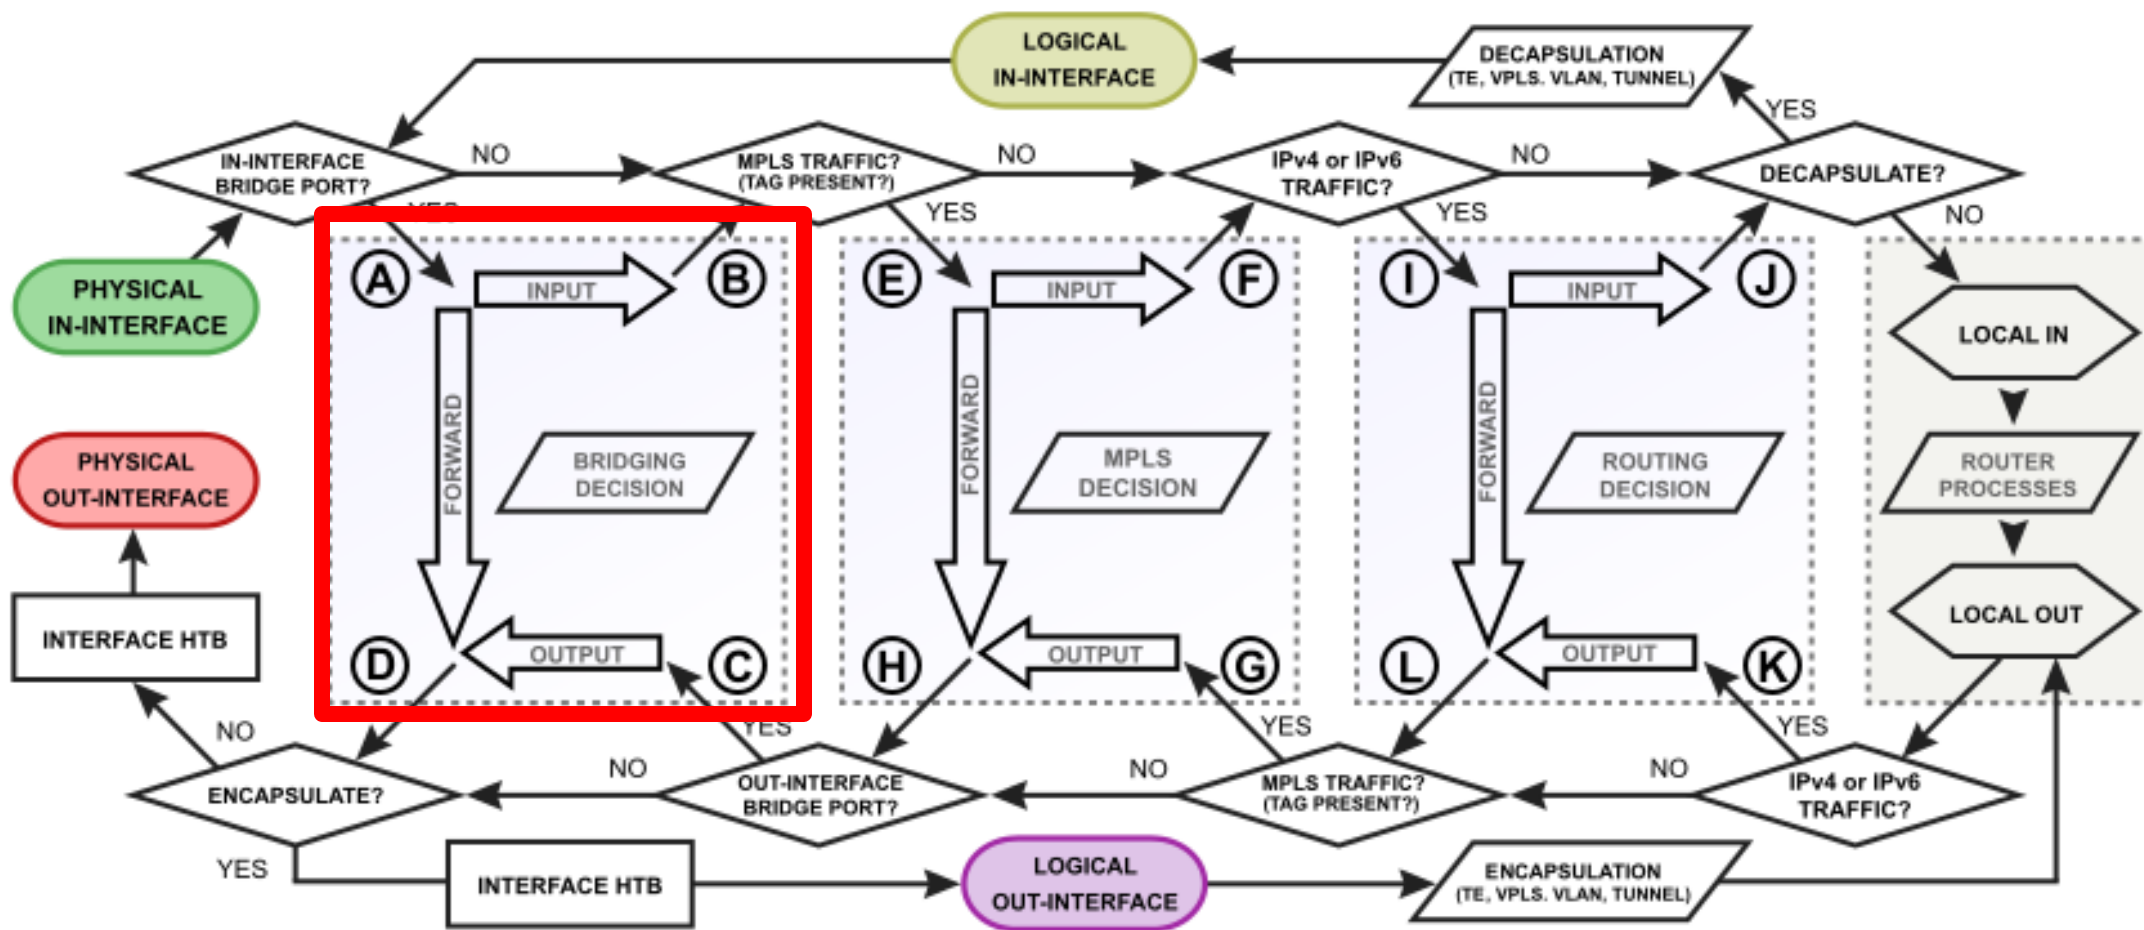 LOGICAL
IN-INTERFACE
DECAPSULATION
(TE, VPLS. VLAN, TUNNEL)
YES
IN-INTERFACE
BRIDGE PORT?
NO
MPLS TRAFFIC?
(TAG PRESENT?)
NO
IPv4 or IPv6
TRAFFIC?
NO
DECAPSULATE?
YES
YES
YES
NO
PHYSICAL
IN-INTERFACE
A
INPUT
B
E
INPUT
F
I
INPUT
J
LOCAL IN
FORWARD
BRIDGING
DECISION
FORWARD
MPLS
DECISION
FORWARD
ROUTING
DECISION
ROUTER
PROCESSES
PHYSICAL
OUT-INTERFACE
INTERFACE HTB
D
OUTPUT
C
H
OUTPUT
G
L
OUTPUT
K
LOCAL OUT
NO
YES
YES
YES
ENCAPSULATE?
NO
OUT-INTERFACE
BRIDGE PORT?
NO
MPLS TRAFFIC?
(TAG PRESENT?)
NO
IPv4 or IPv6
TRAFFIC?
YES
INTERFACE HTB
LOGICAL
OUT-INTERFACE
ENCAPSULATION
(TE, VPLS. VLAN, TUNNEL)